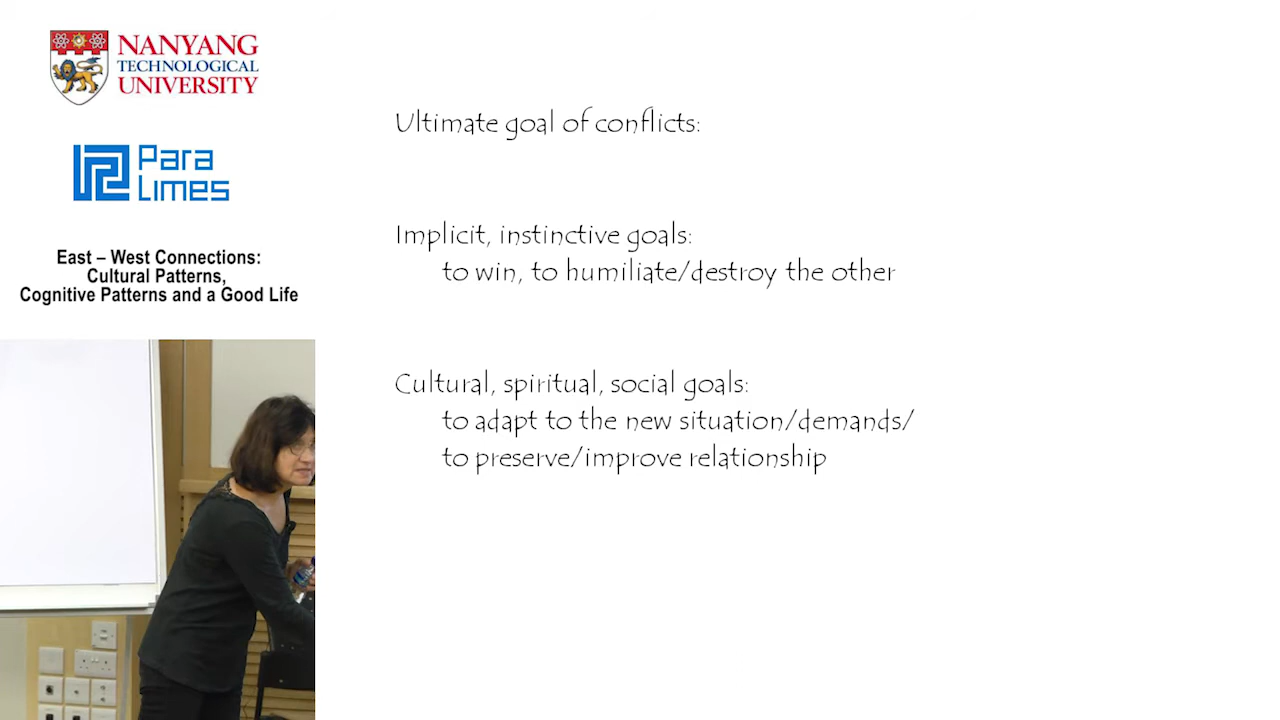 NANYANG
TECHNOLOGICAL
UNIVERSITY
Para
Limes
East – West Connections:
Cultural Patterns,
Cognitive Patterns and a Good Life
Ultimate goal of conflicts:
Implicit, instinctive goals:
to win, to humiliate/destroy the other
Cultural, spiritual, social goals:
to adapt to the new situation/demands/
to preserve/improve relationship